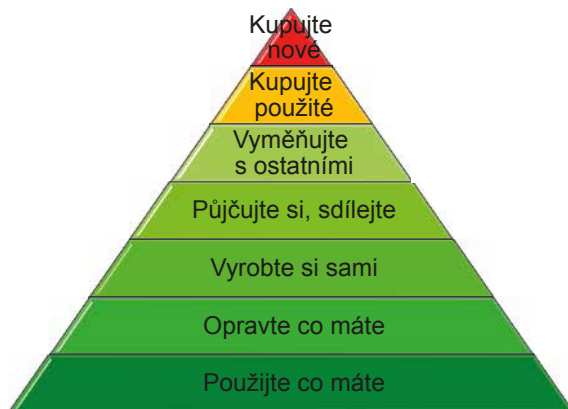 Kupujte
nové
Kupujte
použité
Vyměňujte
s ostatními
Půjčujte si, sdílejte
Vyrobte si sami
Opravte co máte
Použijte co máte